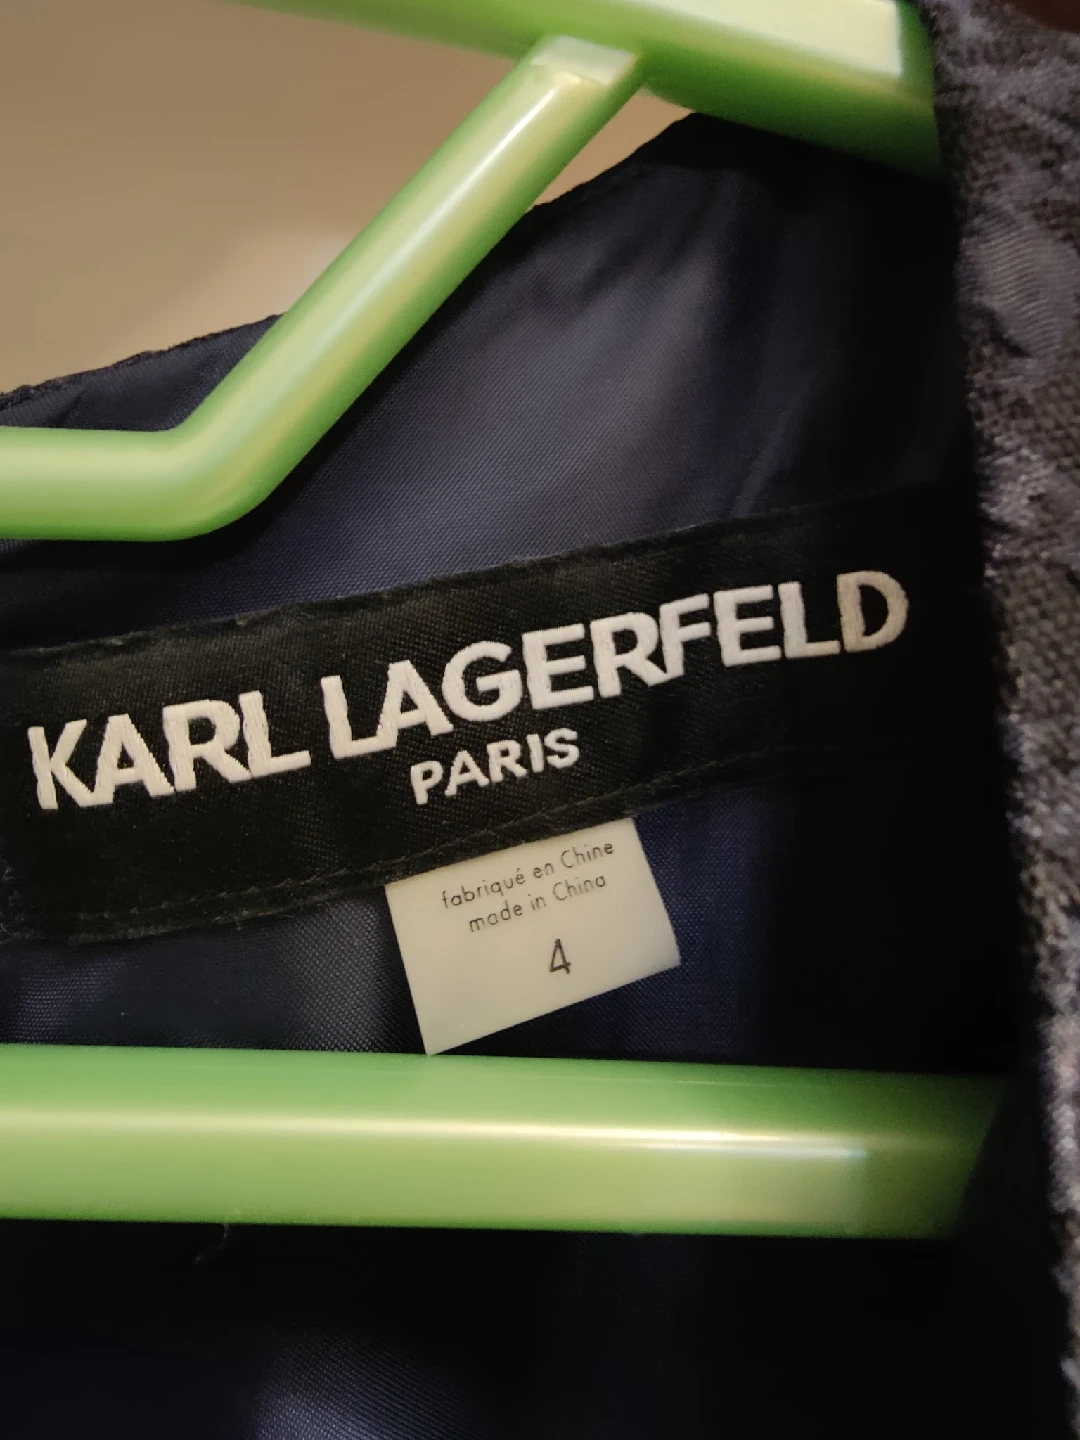 KARL LAGERFELD
PARIS
fabriqué en Chine
made in China
4